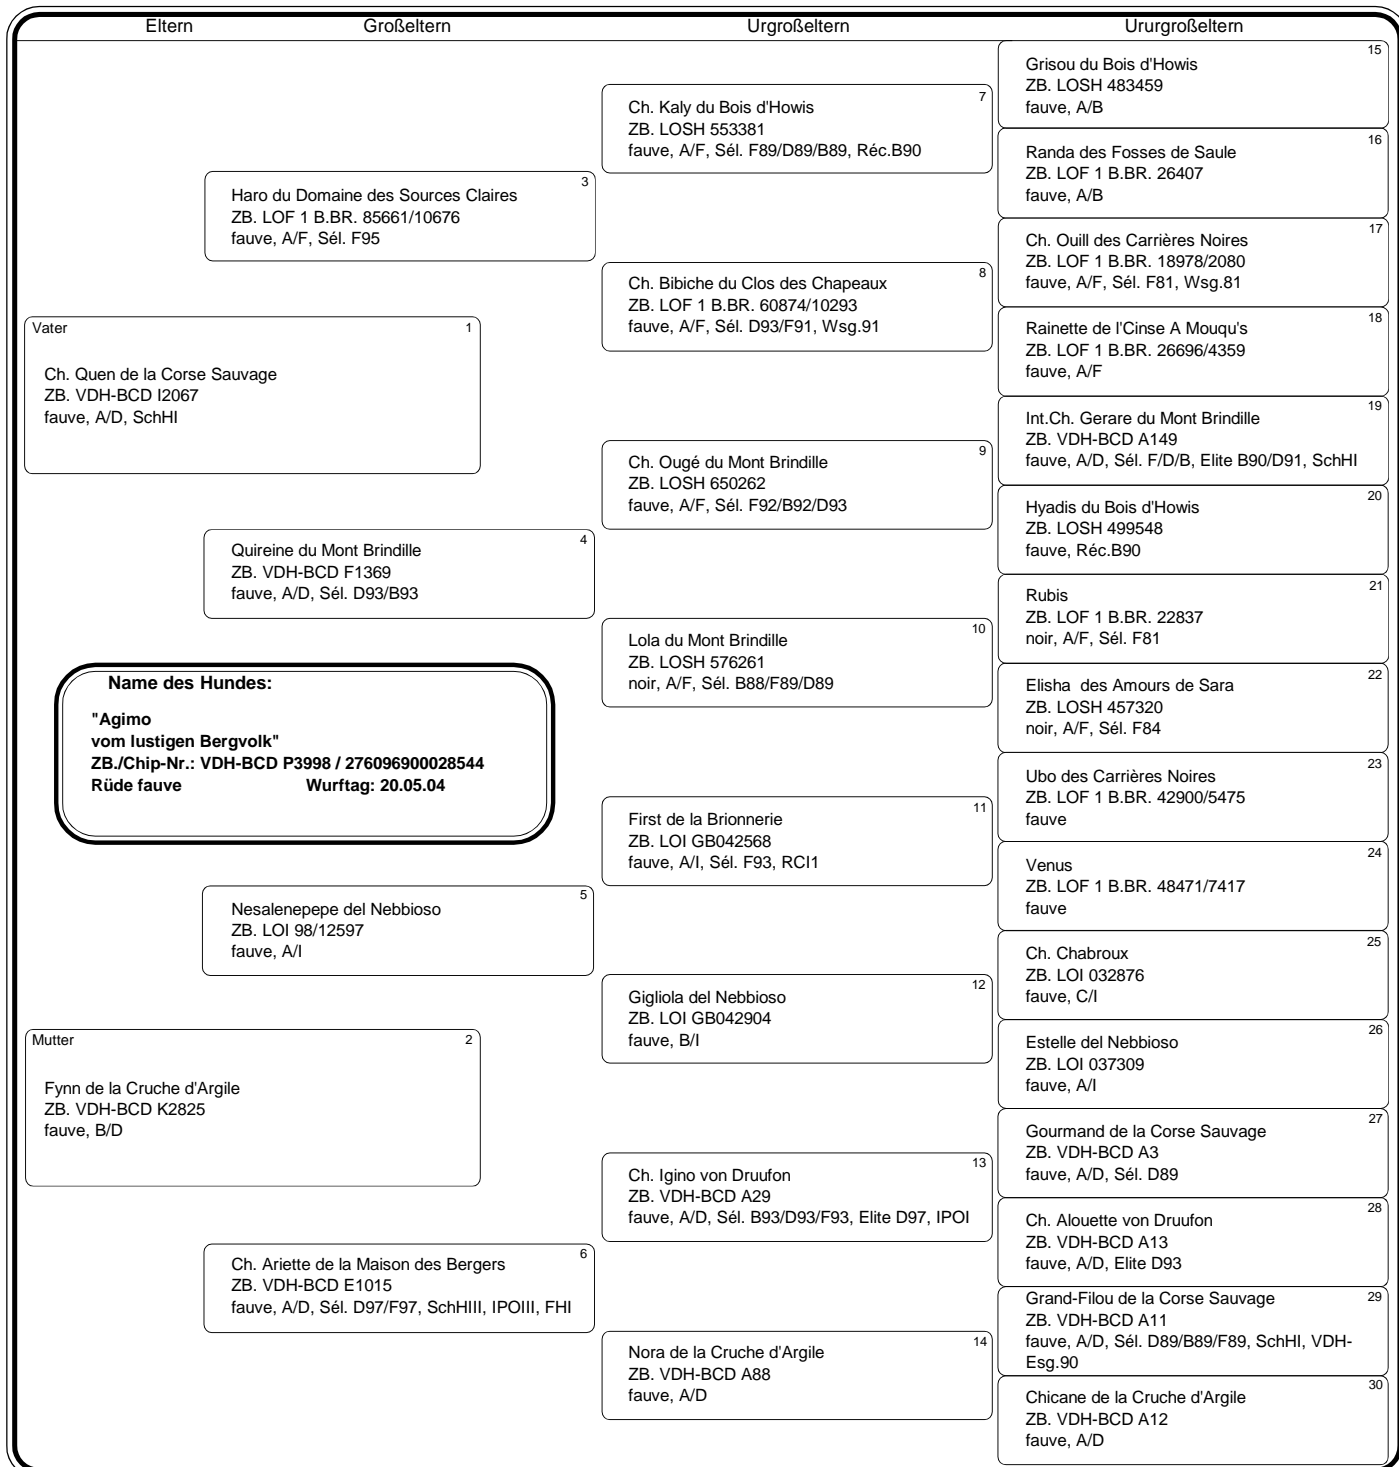 Eltern Großeltern Urgroßeltern Ururgroßeltern
Vater 1
Ch. Quen de la Corse Sauvage
ZB. VDH-BCD I2067
fauve, A/D, SchHI
Name des Hundes:
"Agimo
vom lustigen Bergvolk"
ZB./Chip-Nr.: VDH-BCD P3998 / 276096900028544
Rüde fauve Wurftag: 20.05.04
Mutter 2
Fynn de la Cruche d'Argile
ZB. VDH-BCD K2825
fauve, B/D
3
Haro du Domaine des Sources Claires
ZB. LOF 1 B.BR. 85661/10676
fauve, A/F, Sél. F95
4
Quireine du Mont Brindille
ZB. VDH-BCD F1369
fauve, A/D, Sél. D93/B93
5
Nesalenepepe del Nebbioso
ZB. LOI 98/12597
fauve, A/I
6
Ch. Ariette de la Maison des Bergers
ZB. VDH-BCD E1015
fauve, A/D, Sél. D97/F97, SchHIII, IPOIII, FHI
7
Ch. Kaly du Bois d'Howis
ZB. LOSH 553381
fauve, A/F, Sél. F89/D89/B89, Réc.B90
8
Ch. Bibiche du Clos des Chapeaux
ZB. LOF 1 B.BR. 60874/10293
fauve, A/F, Sél. D93/F91, Wsg.91
9
Ch. Ougé du Mont Brindille
ZB. LOSH 650262
fauve, A/F, Sél. F92/B92/D93
10
Lola du Mont Brindille
ZB. LOSH 576261
noir, A/F, Sél. B88/F89/D89
11
First de la Brionnerie
ZB. LOI GB042568
fauve, A/I, Sél. F93, RCI1
12
Gigliola del Nebbioso
ZB. LOI GB042904
fauve, B/I
13
Ch. Igino von Druufon
ZB. VDH-BCD A29
fauve, A/D, Sél. B93/D93/F93, Elite D97, IPOI
14
Nora de la Cruche d'Argile
ZB. VDH-BCD A88
fauve, A/D
15
Grisou du Bois d'Howis
ZB. LOSH 483459
fauve, A/B
16
Randa des Fosses de Saule
ZB. LOF 1 B.BR. 26407
fauve, A/B
17
Ch. Ouill des Carrières Noires
ZB. LOF 1 B.BR. 18978/2080
fauve, A/F, Sél. F81, Wsg.81
18
Rainette de l'Cinse A Mouqu's
ZB. LOF 1 B.BR. 26696/4359
fauve, A/F
19
Int.Ch. Gerare du Mont Brindille
ZB. VDH-BCD A149
fauve, A/D, Sél. F/D/B, Elite B90/D91, SchHI
20
Hyadis du Bois d'Howis
ZB. LOSH 499548
fauve, Réc.B90
21
Rubis
ZB. LOF 1 B.BR. 22837
noir, A/F, Sél. F81
22
Elisha des Amours de Sara
ZB. LOSH 457320
noir, A/F, Sél. F84
23
Ubo des Carrières Noires
ZB. LOF 1 B.BR. 42900/5475
fauve
24
Venus
ZB. LOF 1 B.BR. 48471/7417
fauve
25
Ch. Chabroux
ZB. LOI 032876
fauve, C/I
26
Estelle del Nebbioso
ZB. LOI 037309
fauve, A/I
27
Gourmand de la Corse Sauvage
ZB. VDH-BCD A3
fauve, A/D, Sél. D89
28
Ch. Alouette von Druufon
ZB. VDH-BCD A13
fauve, A/D, Elite D93
29
Grand-Filou de la Corse Sauvage
ZB. VDH-BCD A11
fauve, A/D, Sél. D89/B89/F89, SchHI, VDH-
Esg.90
30
Chicane de la Cruche d'Argile
ZB. VDH-BCD A12
fauve, A/D